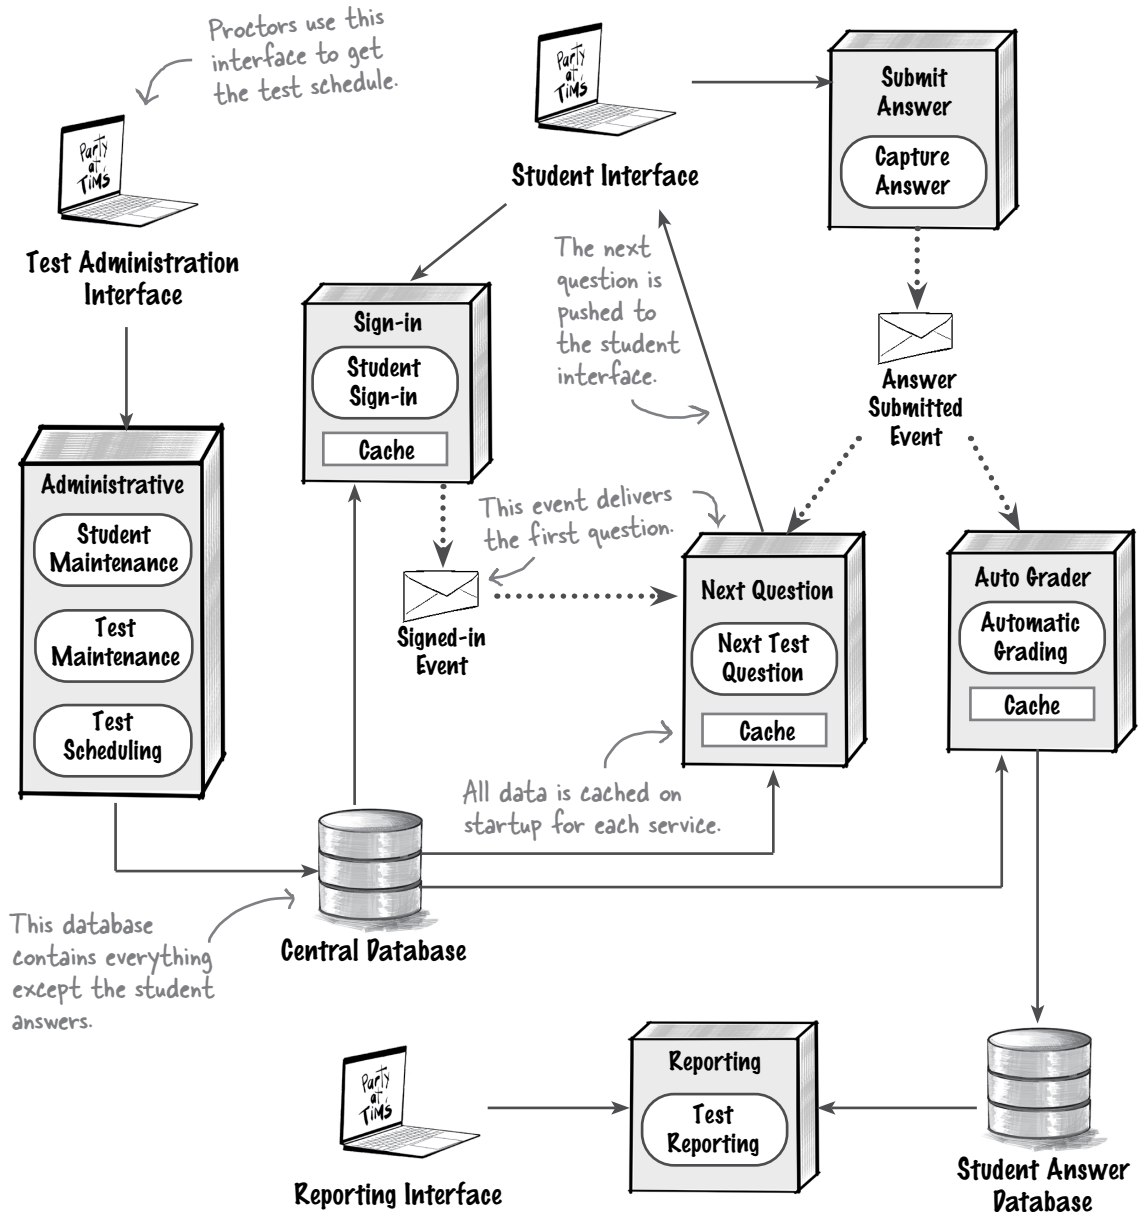 Proctors use this
interface to get
the test schedule.
Party
at
TiM's
Test Administration
Interface
Party
at
TiM's
Student Interface
Submit
Answer
Capture
Answer
The next
question is
pushed to
the student
interface.
Answer
Submitted
Event
Sign-in
Student
Sign-in
Cache
Administrative
Student
Maintenance
Test
Maintenance
Test
Scheduling
This event delivers
the first question.
Signed-in
Event
Next Question
Next Test
Question
Cache
Auto Grader
Automatic
Grading
Cache
All data is cached on
startup for each service.
Central Database
This database
contains everything
except the student
answers.
Party
at
TiM's
Reporting Interface
Reporting
Test
Reporting
Student Answer
Database